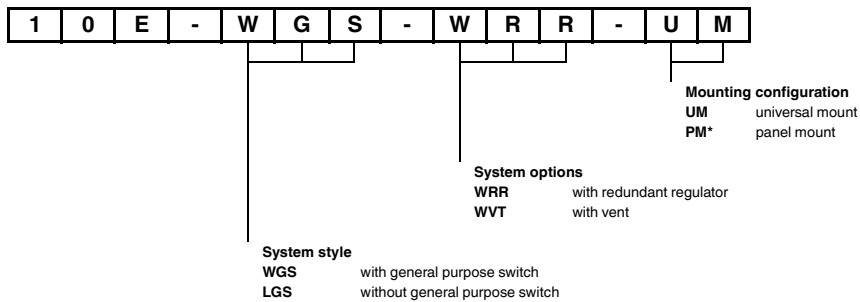 1 0 E - W G S - W R R - U M
Mounting configuration
UM universal mount
PM* panel mount
System options
WRR with redundant regulator
WVT with vent
System style
WGS with general purpose switch
LGS without general purpose switch